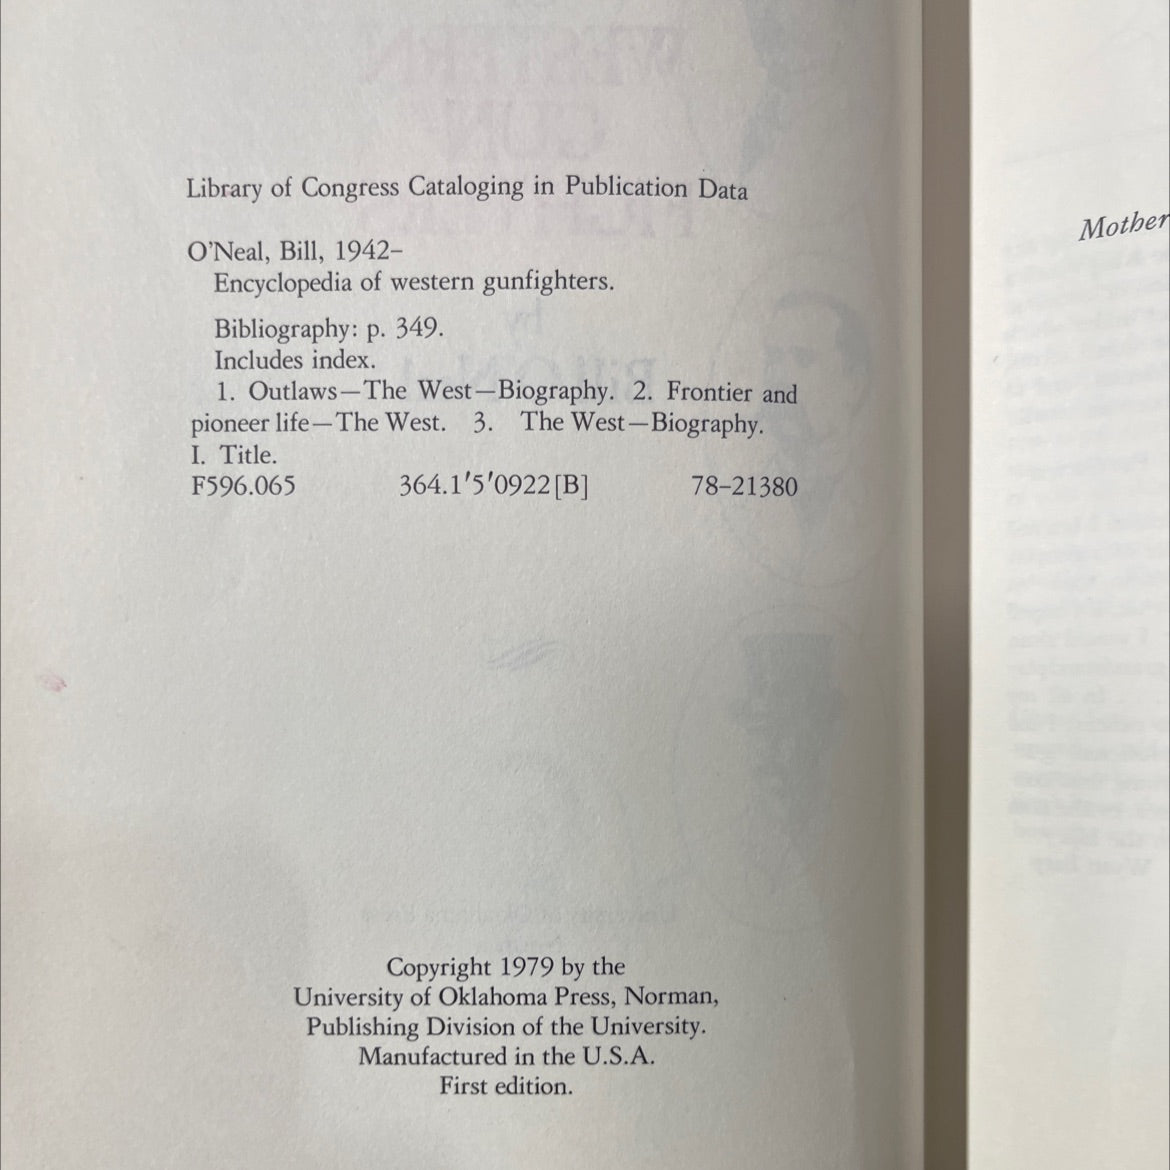 Library of Congress Cataloging in Publication Data
O'Neal, Bill, 1942–
Encyclopedia of western gunfighters.
Bibliography: p. 349.
Includes index.
1. Outlaws—The West—Biography. 2. Frontier and
pioneer life—The West. 3. The West—Biography.
I. Title.
F596.065 364.1′5′0922[B] 78–21380
Copyright 1979 by the
University of Oklahoma Press, Norman,
Publishing Division of the University.
Manufactured in the U.S.A.
First edition.
Mother